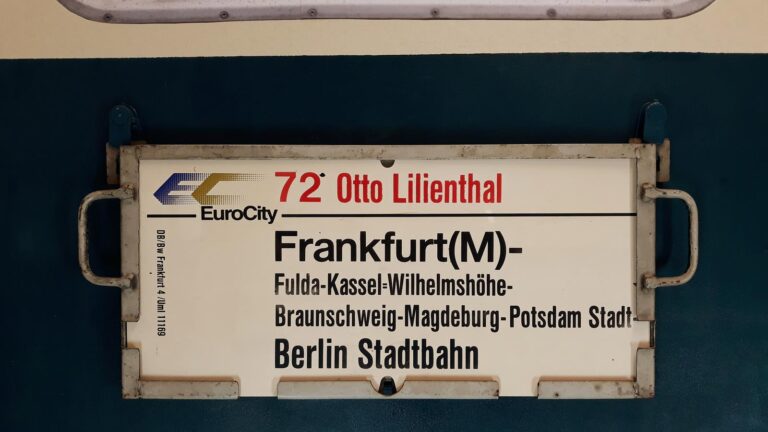 EC 72 Otto Lilienthal
EuroCity
Frankfurt(M)-
Fulda-Kassel=Wilhelmshöhe-
Braunschweig-Magdeburg-Potsdam Stadt-
Berlin Stadtbahn
DB/Bw Frankfurt 4 /Uml 11169